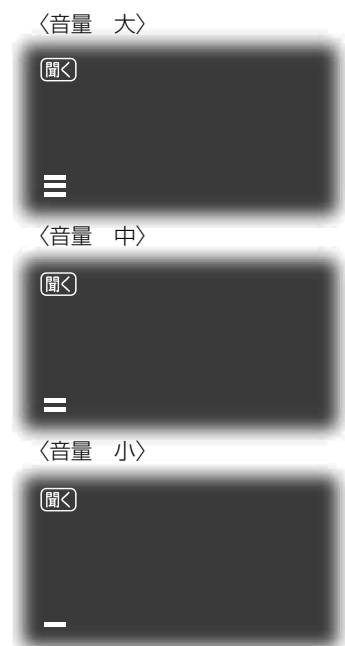 〈音量　大〉
聞く
〈音量　中〉
聞く
〈音量　小〉
聞く